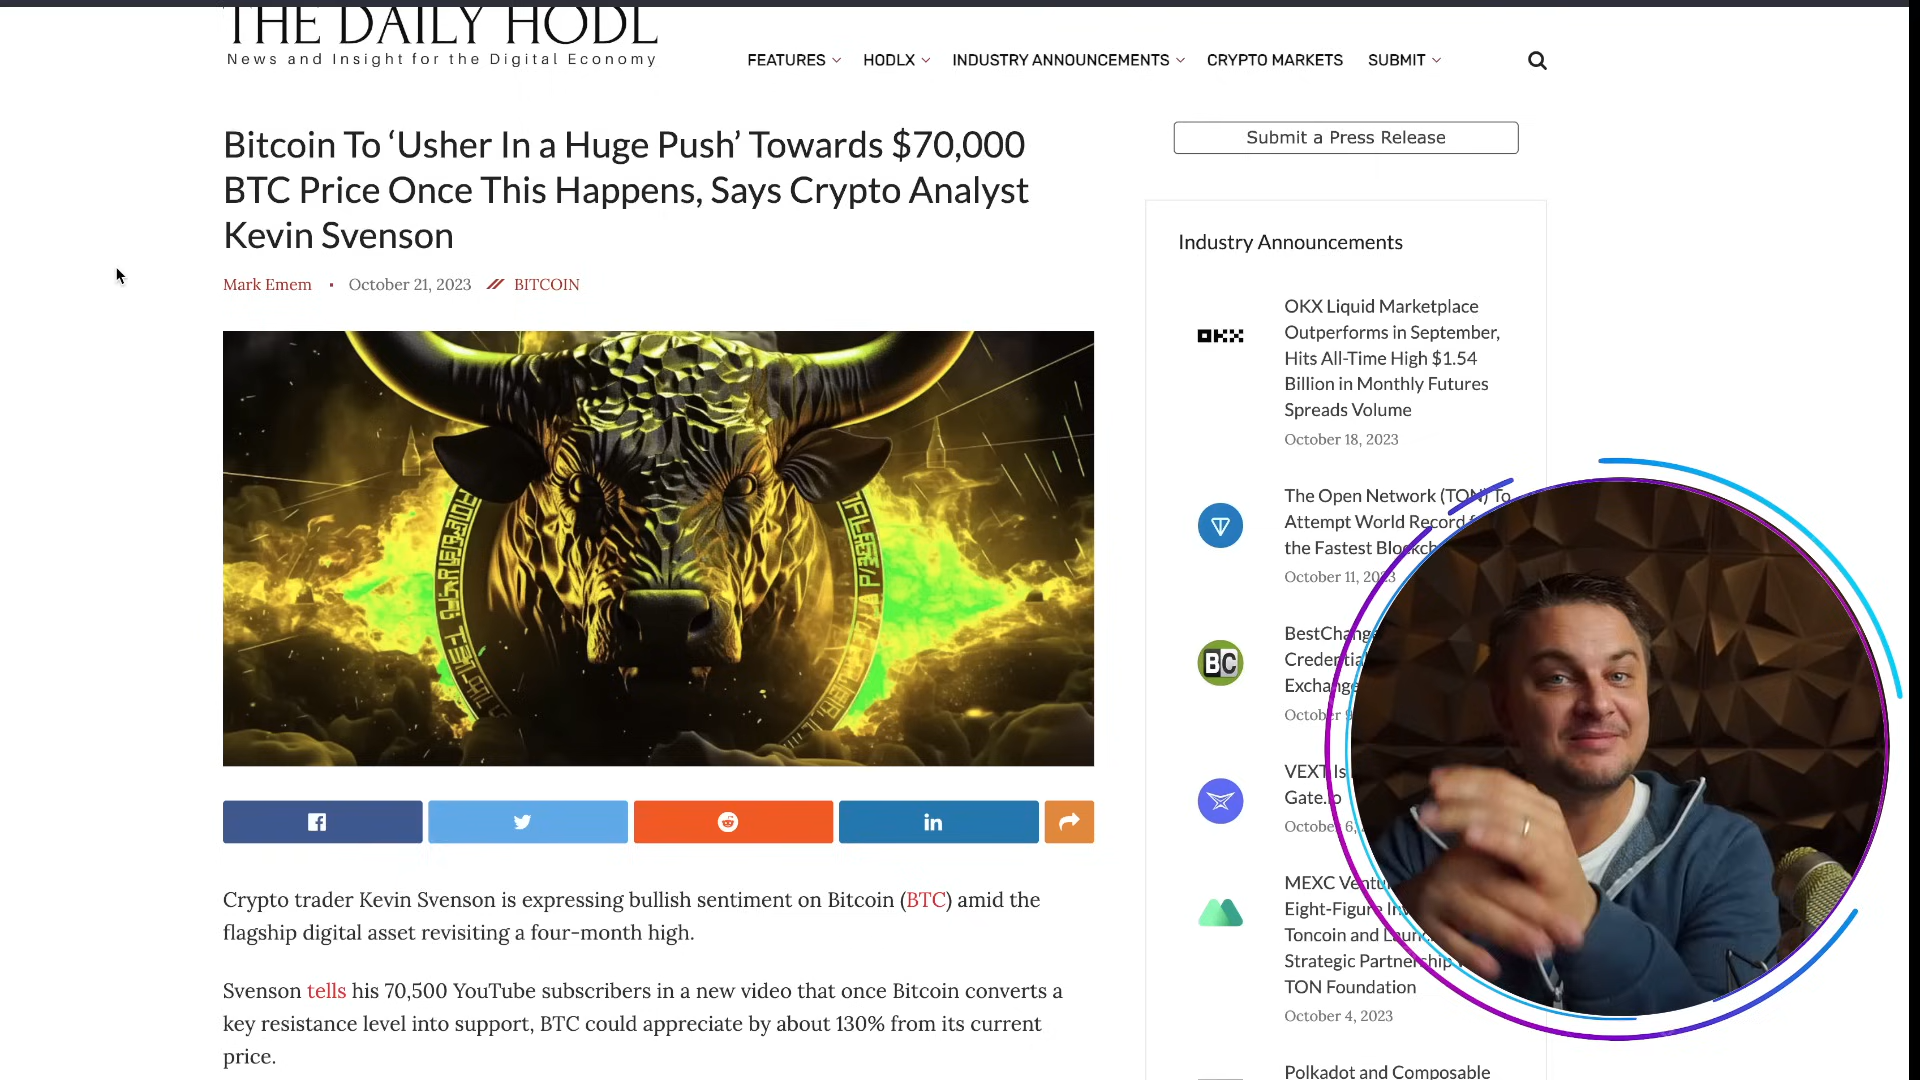 THE DAILY HODL
News and Insight for the Digital Economy
FEATURES
HODLX
INDUSTRY ANNOUNCEMENTS
CRYPTO MARKETS
SUBMIT
Bitcoin To ‘Usher In a Huge Push’ Towards $70,000
BTC Price Once This Happens, Says Crypto Analyst
Kevin Svenson
Mark Emem
October 21, 2023
BITCOIN
Crypto trader Kevin Svenson is expressing bullish sentiment on Bitcoin (BTC) amid the
flagship digital asset revisiting a four-month high.
Svenson tells his 70,500 YouTube subscribers in a new video that once Bitcoin converts a
key resistance level into support, BTC could appreciate by about 130% from its current
price.
Submit a Press Release
Industry Announcements
OKX
OKX Liquid Marketplace
Outperforms in September,
Hits All-Time High $1.54
Billion in Monthly Futures
Spreads Volume
October 18, 2023
The Open Network (TON) To
Attempt World Record
the Fastest
October 11, 2023
BC
October
VEXT Is
Gate.io
October 6,
MEXC
Eight-Figure
Toncoin and
Strategic Partnership
TON Foundation
October 4, 2023
Polkadot and Composable